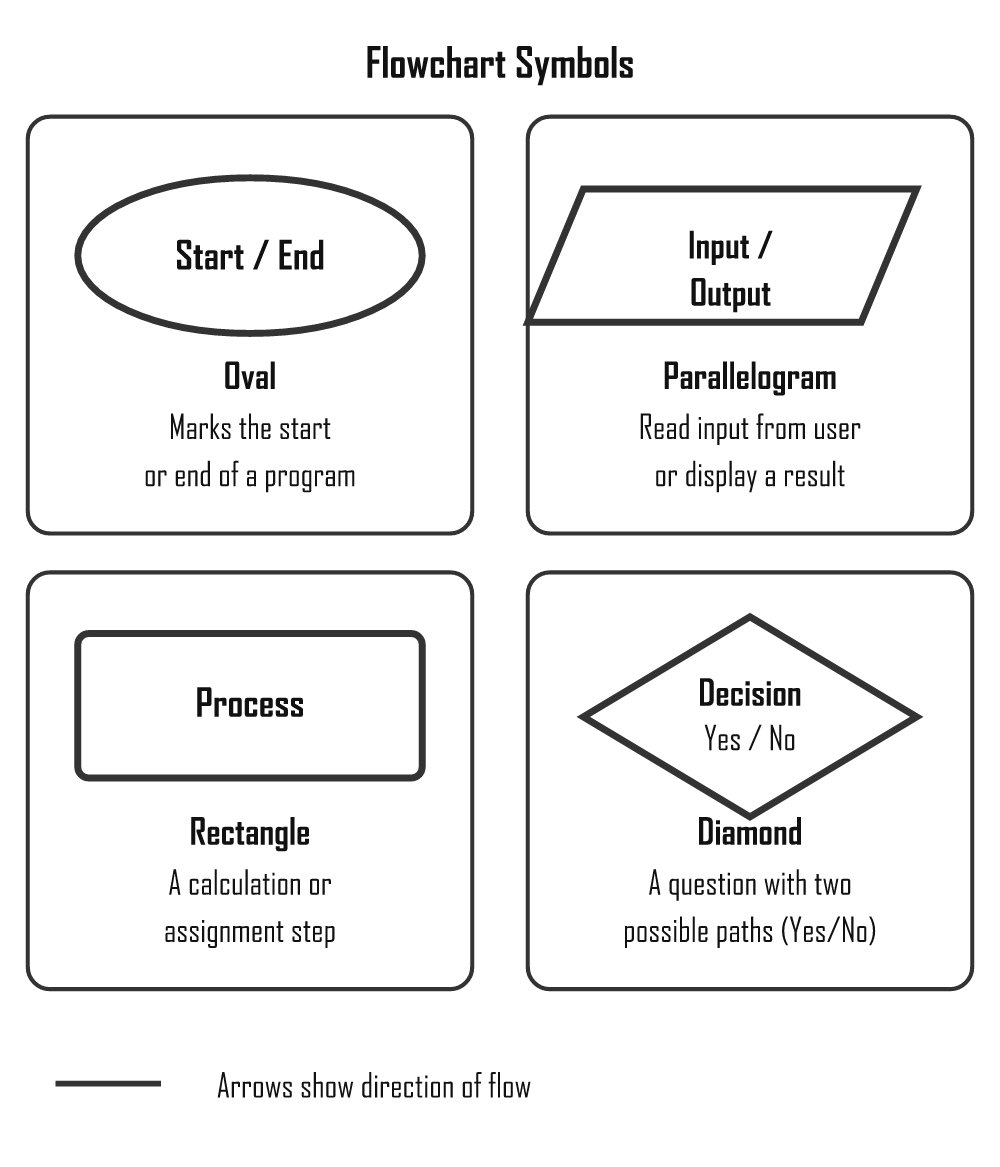 Flowchart Symbols
Start / End
Oval
Marks the start
or end of a program
Input /
Output
Parallelogram
Read input from user
or display a result
Process
Rectangle
A calculation or
assignment step
Decision
Yes / No
Diamond
A question with two
possible paths (Yes/No)
Arrows show direction of flow